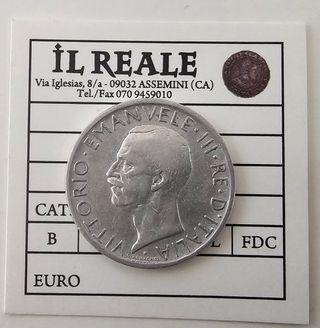 İL REALE
Via Iglesias, 8/a - 09032 ASSEMINI (CA)
Tel./Fax 070 9459010
VITTORIO · EMANVELE · III · RE · D'ITALIA
CAT.
B FDC
EURO